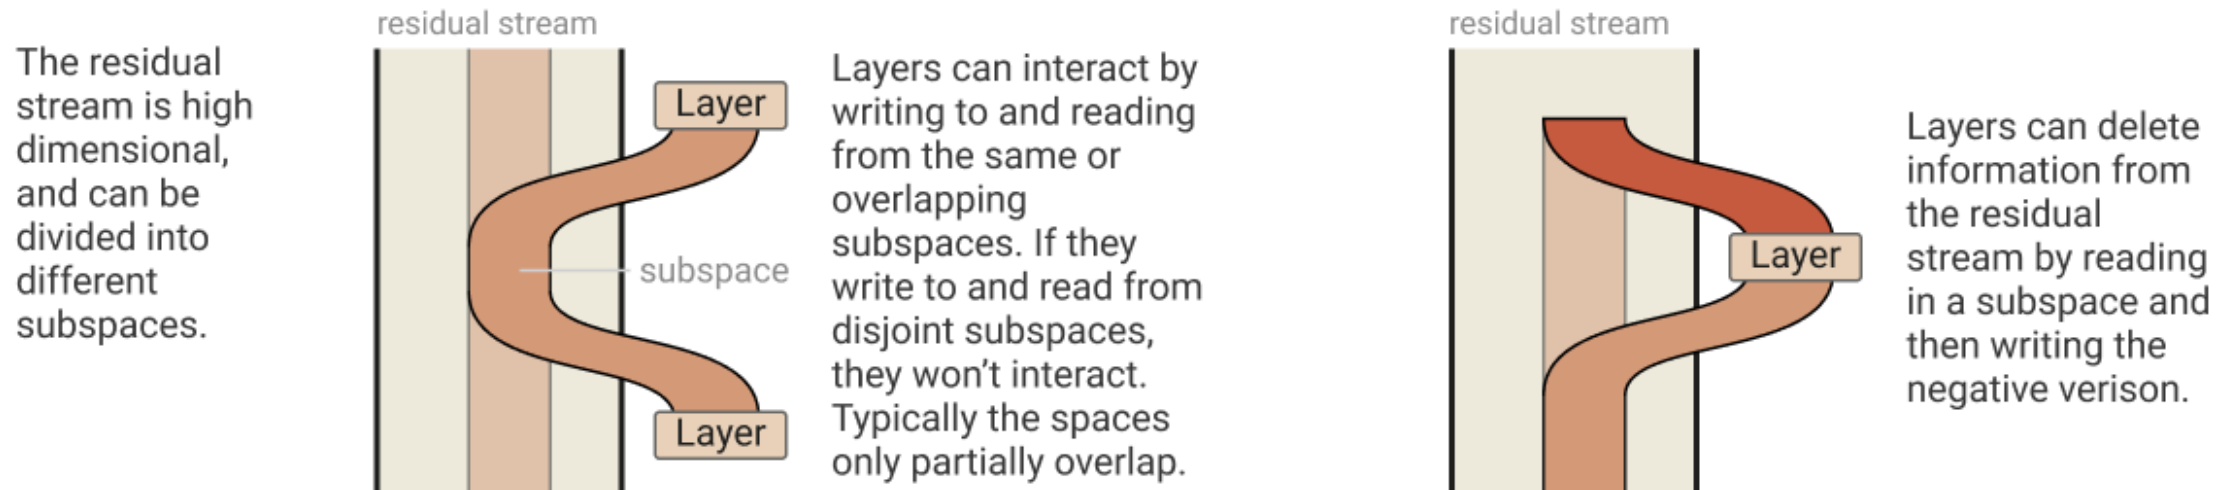 The residual
stream is high
dimensional,
and can be
divided into
different
subspaces.
residual stream
Layer
subspace
Layer
Layers can interact by
writing to and reading
from the same or
overlapping
subspaces. If they
write to and read from
disjoint subspaces,
they won’t interact.
Typically the spaces
only partially overlap.
residual stream
Layer
Layers can delete
information from
the residual
stream by reading
in a subspace and
then writing the
negative verison.